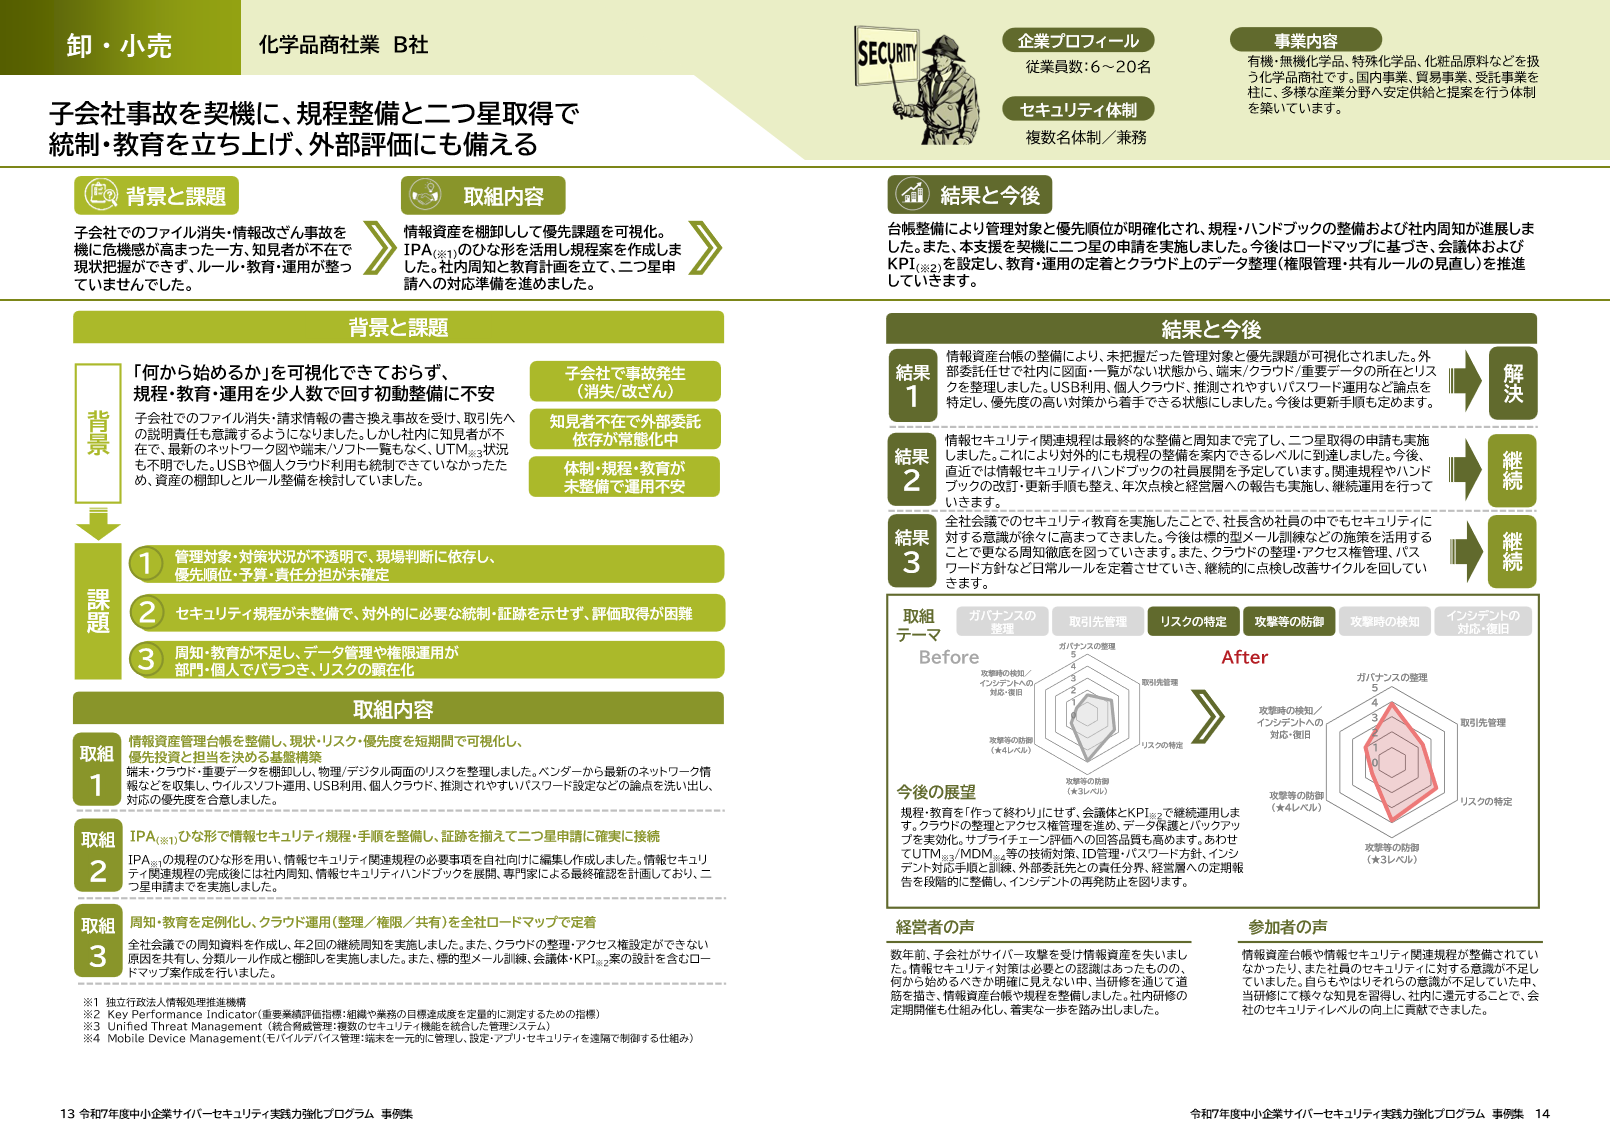 卸・小売
化学品商社業 B社
子会社事故を契機に、規程整備と二つ星取得で
統制・教育を立ち上げ、外部評価にも備える
SECURITY
企業プロフィール
従業員数：6～20名
セキュリティ体制
複数名体制／兼務
事業内容
有機・無機化学品、特殊化学品、化粧品原料などを扱
う化学品商社です。国内事業、貿易事業、受託事業を
柱に、多様な産業分野へ安定供給と提案を行う体制
を築いています。
背景と課題
子会社でのファイル消失・情報改ざん事故を
機に危機感が高まった一方、知見者が不在で
現状把握ができず、ルール・教育・運用が整っ
ていませんでした。
取組内容
情報資産を棚卸しして優先課題を可視化。
IPA(※1)のひな形を活用し規程案を作成しま
した。社内周知と教育計画を立て、二つ星申
請への対応準備を進めました。
結果と今後
台帳整備により管理対象と優先順位が明確化され、規程・ハンドブックの整備および社内周知が進展しま
した。また、本支援を契機に二つ星の申請を実施しました。今後はロードマップに基づき、会議体および
KPI(※2)を設定し、教育・運用の定着とクラウド上のデータ整理(権限管理・共有ルールの見直し)を推進
していきます。
背景と課題
背景
「何から始めるか」を可視化できておらず、
規程・教育・運用を少人数で回す初動整備に不安
子会社でのファイル消失・請求情報の書き換え事故を受け、取引先へ
の説明責任も意識するようになりました。しかし社内に知見者が不
在で、最新のネットワーク図や端末/ソフト一覧もなく、UTM※3状況
も不明でした。USBや個人クラウド利用も統制できていなかったた
め、資産の棚卸しとルール整備を検討していました。
子会社で事故発生
（消失/改ざん）
知見者不在で外部委託
依存が常態化中
体制・規程・教育が
未整備で運用不安
課題
1 管理対象・対策状況が不透明で、現場判断に依存し、
優先順位・予算・責任分担が未確定
2 セキュリティ規程が未整備で、対外的に必要な統制・証跡を示せず、評価取得が困難
3 周知・教育が不足し、データ管理や権限運用が
部門・個人でバラつき、リスクの顕在化
取組内容
取組
1
情報資産管理台帳を整備し、現状・リスク・優先度を短期間で可視化し、
優先投資と担当を決める基盤構築
端末・クラウド・重要データを棚卸しし、物理/デジタル両面のリスクを整理しました。ベンダーから最新のネットワーク情
報などを収集し、ウイルスソフト運用、USB利用、個人クラウド、推測されやすいパスワード設定などの論点を洗い出し、
対応の優先度を合意しました。
取組
2
IPA(※1)ひな形で情報セキュリティ規程・手順を整備し、証跡を揃えて二つ星申請に確実に接続
IPA※1の規程のひな形を用い、情報セキュリティ関連規程の必要事項を自社向けに編集し作成しました。情報セキュリ
ティ関連規程の完成後には社内周知、情報セキュリティハンドブックを展開、専門家による最終確認を計画しており、二
つ星申請までを実施しました。
取組
3
周知・教育を定例化し、クラウド運用（整理／権限／共有）を全社ロードマップで定着
全社会議での周知資料を作成し、年2回の継続周知を実施しました。また、クラウドの整理・アクセス権設定ができない
原因を共有し、分類ルール作成と棚卸しを実施しました。また、標的型メール訓練、会議体・KPI※2案の設計を含むロー
ドマップ案作成を行いました。
※1 独立行政法人情報処理推進機構
※2 Key Performance Indicator（重要業績評価指標：組織や業務の目標達成度を定量的に測定するための指標）
※3 Unified Threat Management （統合脅威管理：複数のセキュリティ機能を統合した管理システム）
※4 Mobile Device Management（モバイルデバイス管理：端末を一元的に管理し、設定・アプリ・セキュリティを遠隔で制御する仕組み）
13 令和7年度中小企業サイバーセキュリティ実践力強化プログラム 事例集
結果と今後
結果
1
情報資産台帳の整備により、未把握だった管理対象と優先課題が可視化されました。外
部委託任せで社内に図面・一覧がない状態から、端末/クラウド/重要データの所在とリス
クを整理しました。USB利用、個人クラウド、推測されやすいパスワード運用など論点を
特定し、優先度の高い対策から着手できる状態にしました。今後は更新手順も定めます。
解決
結果
2
情報セキュリティ関連規程は最終的な整備と周知まで完了し、二つ星取得の申請も実施
しました。これにより対外的にも規程の整備を案内できるレベルに到達しました。今後、
直近では情報セキュリティハンドブックの社員展開を予定しています。関連規程やハンド
ブックの改訂・更新手順も整え、年次点検と経営層への報告も実施し、継続運用を行って
いきます。
継続
結果
3
全社会議でのセキュリティ教育を実施したことで、社長含め社員の中でもセキュリティに
対する意識が徐々に高まってきました。今後は標的型メール訓練などの施策を活用する
ことで更なる周知徹底を図っていきます。また、クラウドの整理・アクセス権管理、パス
ワード方針など日常ルールを定着させていき、継続的に点検し改善サイクルを回してい
きます。
継続
取組
テーマ
ガバナンスの
整理
取引先管理
リスクの特定
攻撃等の防御
攻撃時の検知
インシデントの
対応・復旧
Before
ガバナンスの整理
5
4
3
2
1
0
取引先管理
リスクの特定
攻撃等の防御
（★3レベル）
攻撃等の防御
（★4レベル）
攻撃時の検知／
インシデントへの
対応・復旧
After
ガバナンスの整理
5
4
3
2
1
0
取引先管理
リスクの特定
攻撃等の防御
（★3レベル）
攻撃等の防御
（★4レベル）
攻撃時の検知／
インシデントへの
対応・復旧
今後の展望
規程・教育を「作って終わり」にせず、会議体とKPI※2で継続運用しま
す。クラウドの整理とアクセス権管理を進め、データ保護とバックアッ
プを実効化。サプライチェーン評価への回答品質も高めます。あわせ
てUTM※3/MDM※4等の技術対策、ID管理・パスワード方針、インシ
デント対応手順と訓練、外部委託先との責任分界、経営層への定期報
告を段階的に整備し、インシデントの再発防止を図ります。
経営者の声
数年前、子会社がサイバー攻撃を受け情報資産を失いまし
た。情報セキュリティ対策は必要との認識はあったものの、
何から始めるべきか明確に見えない中、当研修を通じて道
筋を描き、情報資産台帳や規程を整備しました。社内研修の
定期開催も仕組み化し、着実な一歩を踏み出しました。
参加者の声
情報資産台帳や情報セキュリティ関連規程が整備されてい
なかったり、また社員のセキュリティに対する意識が不足し
ていました。自らもやはりそれらの意識が不足していた中、
当研修にて様々な知見を習得し、社内に還元することで、会
社のセキュリティレベルの向上に貢献できました。
令和7年度中小企業サイバーセキュリティ実践力強化プログラム 事例集 14